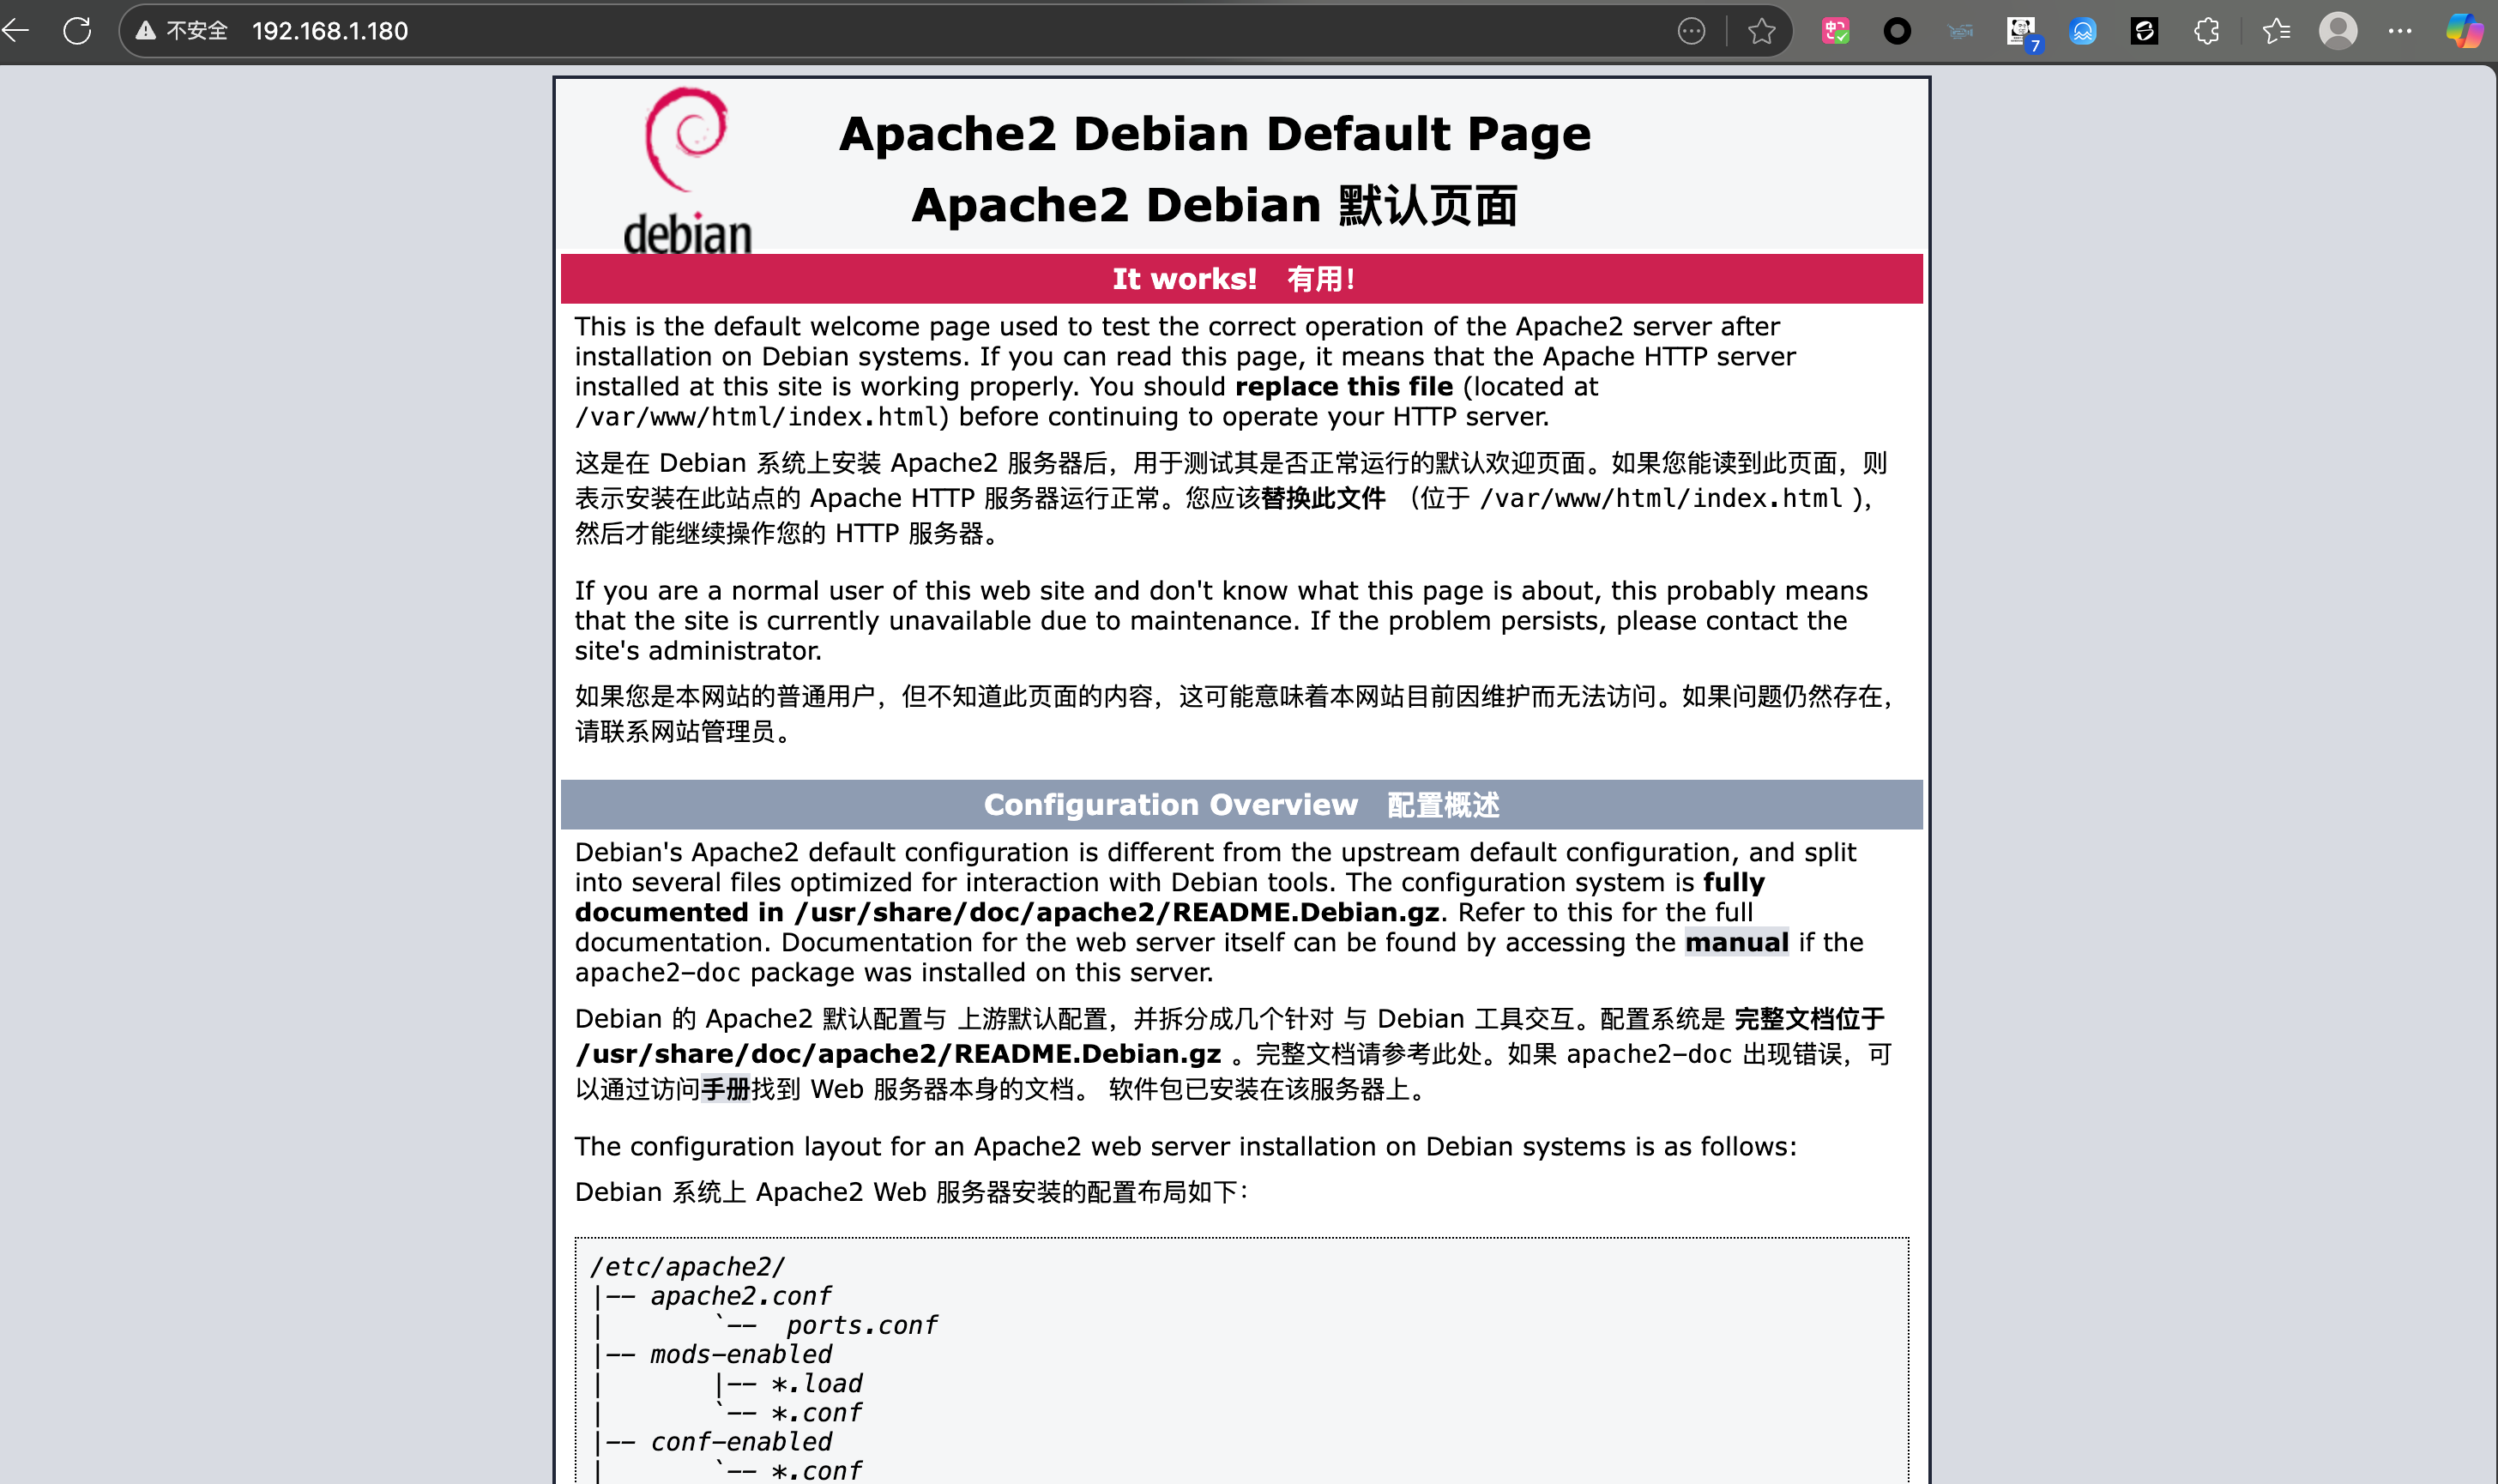 不安全 192.168.1.180
7
debian
Apache2 Debian Default Page
Apache2 Debian 默认页面
It works! 有用！
This is the default welcome page used to test the correct operation of the Apache2 server after
installation on Debian systems. If you can read this page, it means that the Apache HTTP server
installed at this site is working properly. You should replace this file (located at
/var/www/html/index.html) before continuing to operate your HTTP server.
这是在 Debian 系统上安装 Apache2 服务器后，用于测试其是否正常运行的默认欢迎页面。如果您能读到此页面，则
表示安装在此站点的 Apache HTTP 服务器运行正常。您应该替换此文件 （位于 /var/www/html/index.html ），
然后才能继续操作您的 HTTP 服务器。
If you are a normal user of this web site and don't know what this page is about, this probably means
that the site is currently unavailable due to maintenance. If the problem persists, please contact the
site's administrator.
如果您是本网站的普通用户，但不知道此页面的内容，这可能意味着本网站目前因维护而无法访问。如果问题仍然存在，
请联系网站管理员。
Configuration Overview 配置概述
Debian's Apache2 default configuration is different from the upstream default configuration, and split
into several files optimized for interaction with Debian tools. The configuration system is fully
documented in /usr/share/doc/apache2/README.Debian.gz. Refer to this for the full
documentation. Documentation for the web server itself can be found by accessing the manual if the
apache2-doc package was installed on this server.
Debian 的 Apache2 默认配置与 上游默认配置，并拆分成几个针对 与 Debian 工具交互。配置系统是 完整文档位于
/usr/share/doc/apache2/README.Debian.gz 。完整文档请参考此处。如果 apache2-doc 出现错误，可
以通过访问手册找到 Web 服务器本身的文档。 软件包已安装在该服务器上。
The configuration layout for an Apache2 web server installation on Debian systems is as follows:
Debian 系统上 Apache2 Web 服务器安装的配置布局如下：
/etc/apache2/
|-- apache2.conf
|       `--  ports.conf
|-- mods-enabled
|       |-- *.load
|       `-- *.conf
|-- conf-enabled
|       `-- *.conf